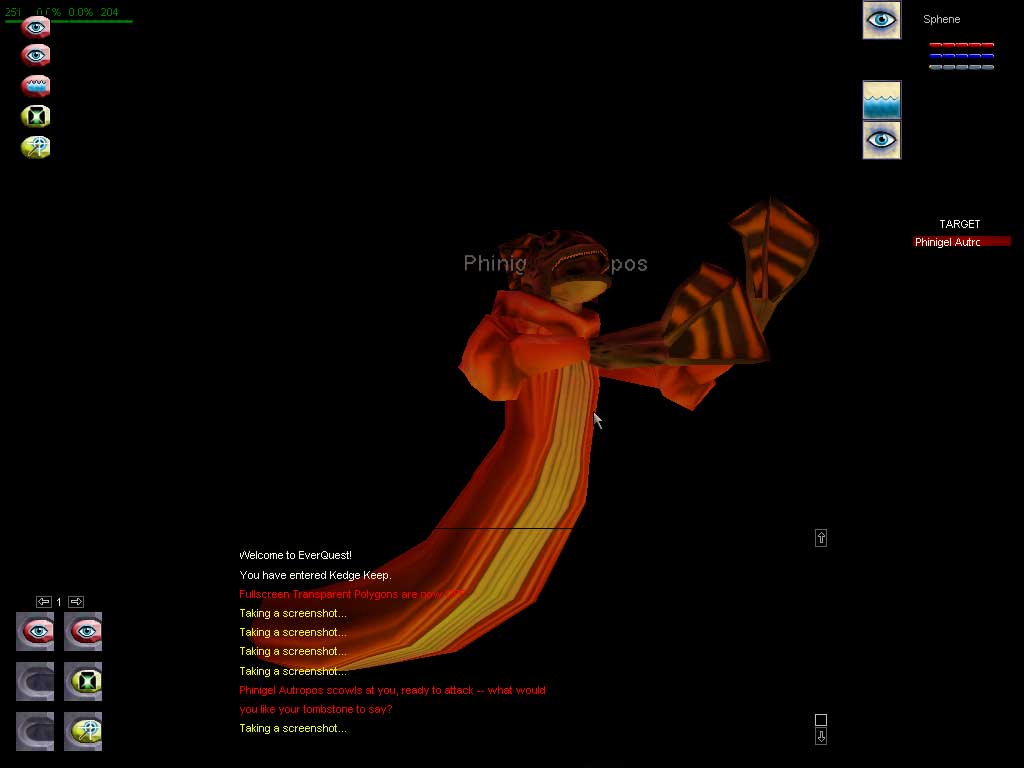 251 0.0% 0.0% 204
Sphene
TARGET
Phinigel Autrc
Phinig pos
Welcome to EverQuest!
You have entered Kedge Keep.
Fullscreen Transparent Polygons are now
Taking a screenshot...
Taking a screenshot...
Taking a screenshot...
Taking a screenshot...
Phinigel Autropos scowls at you, ready to attack -- what would
you like your tombstone to say?
Taking a screenshot...
1